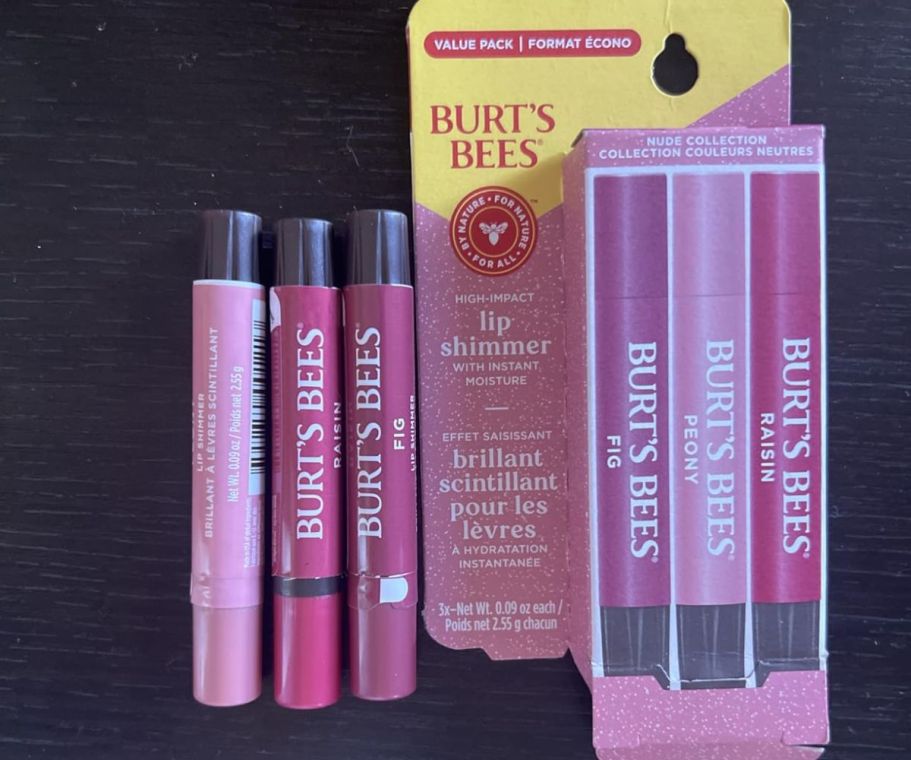 VALUE PACK | FORMAT ÉCONO
BURT'S
BEES®
™
BY NATURE • FOR NATURE
• FOR ALL •
HIGH-IMPACT
lip
shimmer
WITH INSTANT
MOISTURE
EFFET SAISISSANT
brillant
scintillant
pour les
lèvres
À HYDRATATION
INSTANTANÉE
3x–Net Wt. 0.09 oz each /
Poids net 2.55 g chacun
NUDE COLLECTION
COLLECTION COULEURS NEUTRES
BURT'S BEES®
FIG
BURT'S BEES®
PEONY
BURT'S BEES®
RAISIN
LIP SHIMMER
BRILLANT À LÈVRES SCINTILLANT
Net Wt. 0.09 oz / Poids net 2.55 g
BURT'S BEES®
RAISIN
BURT'S BEES®
FIG
LIP SHIMMER